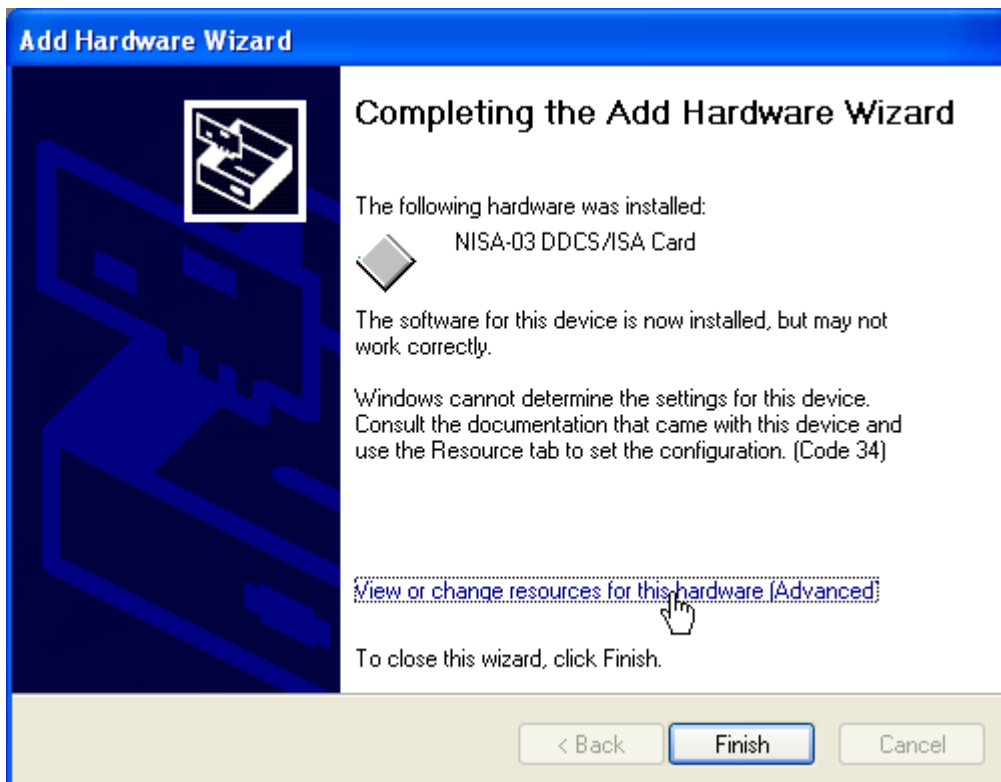 Add Hardware Wizard
Completing the Add Hardware Wizard
The following hardware was installed:
NISA-03 DDCS/ISA Card
The software for this device is now installed, but may not
work correctly.
Windows cannot determine the settings for this device.
Consult the documentation that came with this device and
use the Resource tab to set the configuration. (Code 34)
View or change resources for this hardware (Advanced)
To close this wizard, click Finish.
< Back
Finish
Cancel